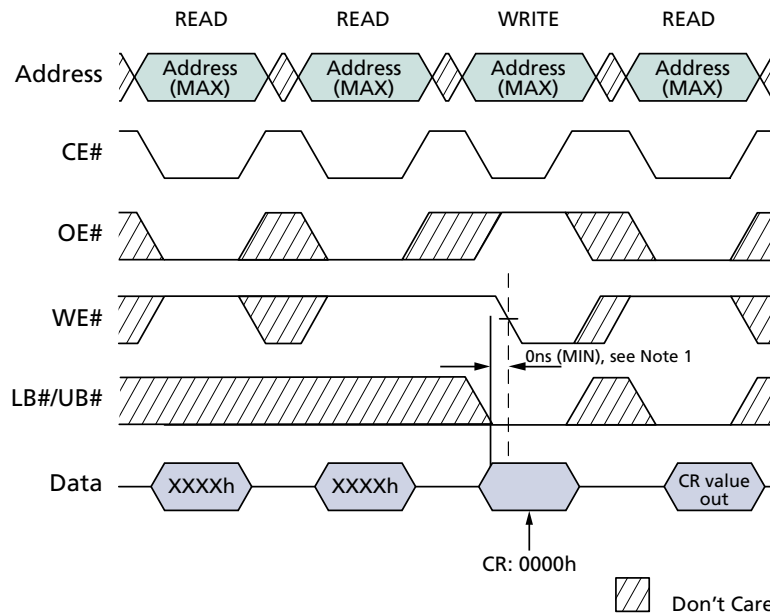 READ READ WRITE READ
Address
Address
(MAX)
Address
(MAX)
Address
(MAX)
Address
(MAX)
CE#
OE#
WE#
0ns (MIN), see Note 1
LB#/UB#
Data
XXXXh
XXXXh
CR value
out
CR: 0000h
Don't Care